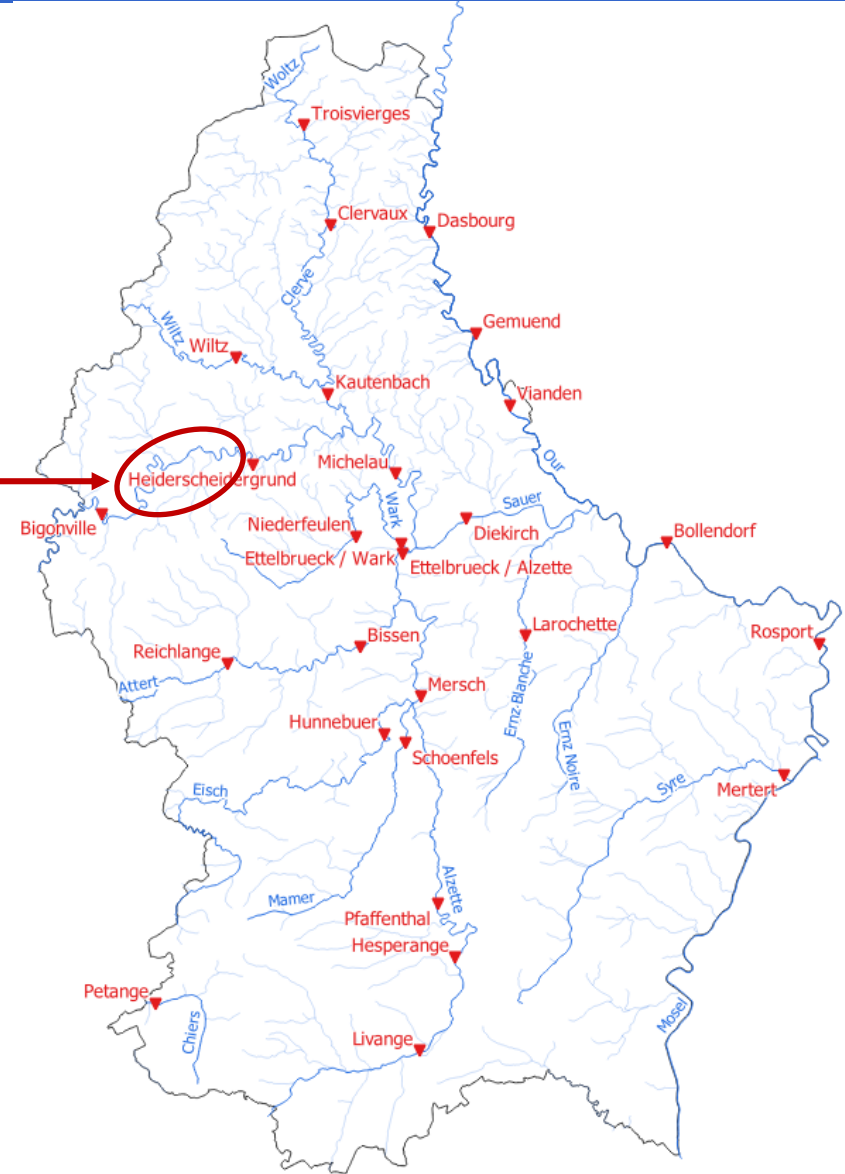 Woltz
Troisvierges
Clervaux
Dasbourg
Clerve
Gemuend
Wiltz
Wiltz
Kautenbach
Vianden
Our
Michelau
Heiderscheidergrund
Wark
Sauer
Bigonville
Niederfeulen
Diekirch
Bollendorf
Ettelbrueck / Wark
Ettelbrueck / Alzette
Larochette
Rosport
Bissen
Reichlange
Attert
Mersch
Ernz-Blanche
Hunnebuer
Ernz Noire
Schoenfels
Eisch
Syre
Mertert
Alzette
Mamer
Pfaffenthal
Hesperange
Petange
Mosel
Chiers
Livange